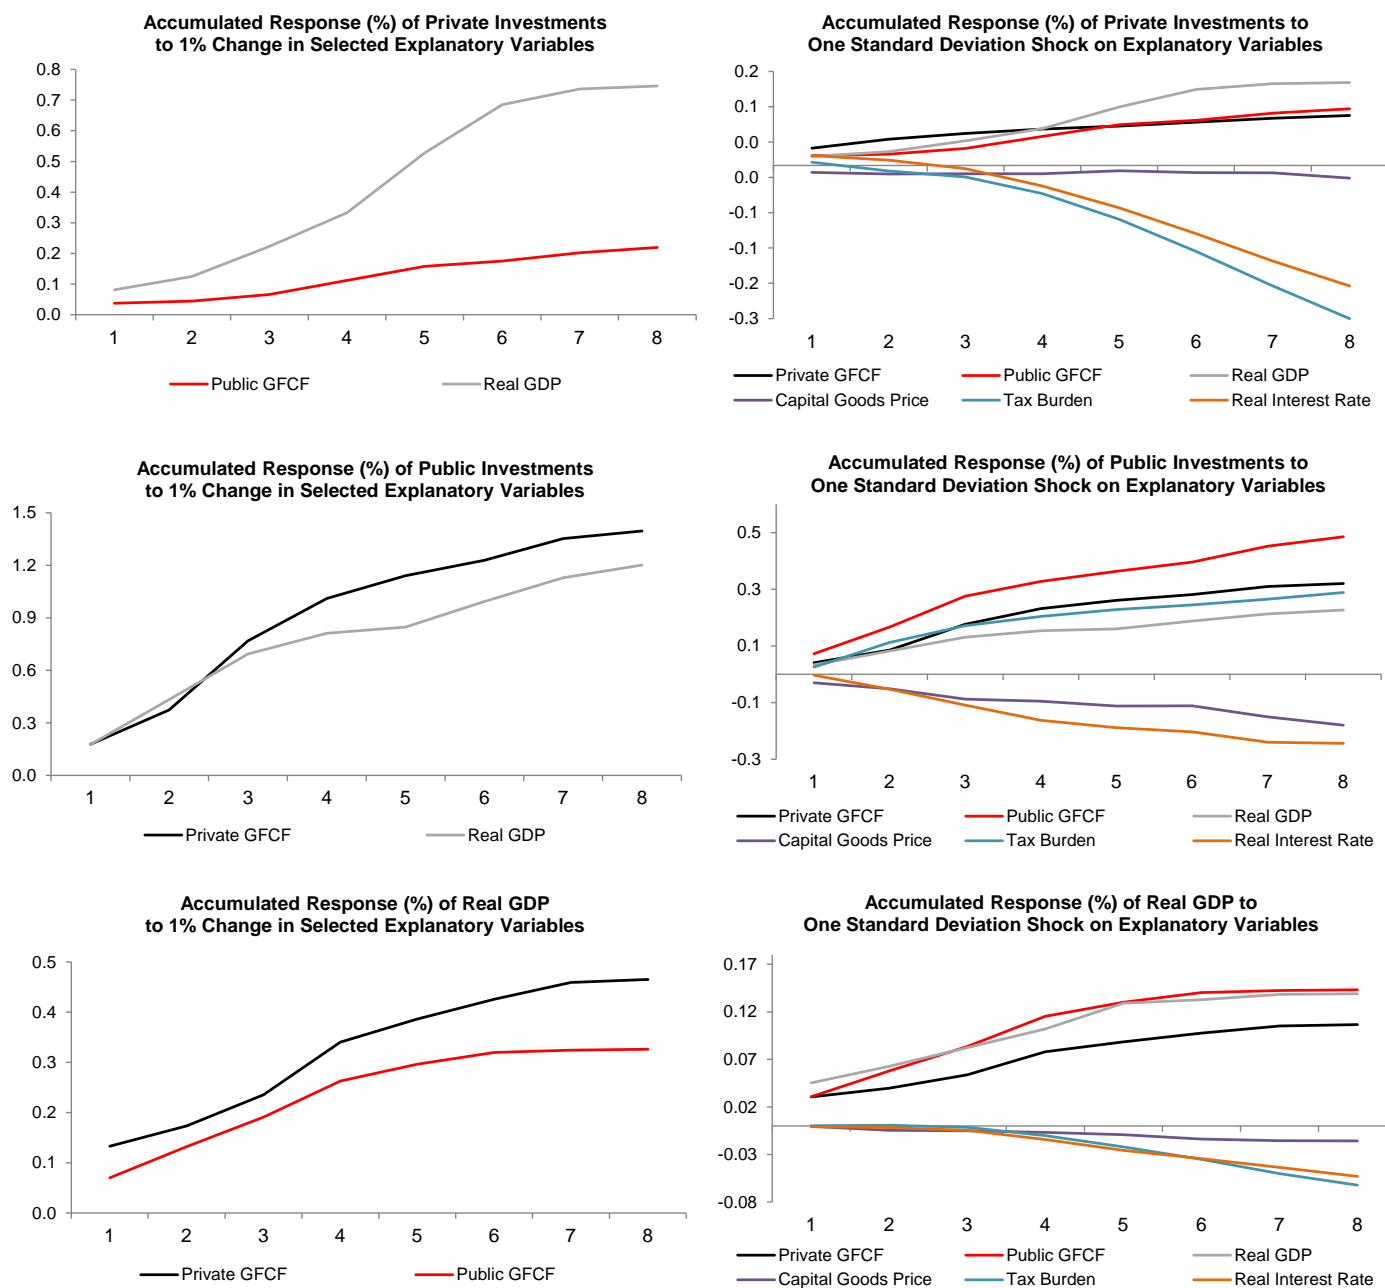 Accumulated Response (%) of Private Investments
to 1% Change in Selected Explanatory Variables
0.8
0.7
0.6
0.5
0.4
0.3
0.2
0.1
0.0
1 2 3 4 5 6 7 8
Public GFCF Real GDP
Accumulated Response (%) of Private Investments to
One Standard Deviation Shock on Explanatory Variables
0.2
0.1
0.0
0.0
-0.1
-0.1
-0.2
-0.3
1 2 3 4 5 6 7 8
Private GFCF Public GFCF Real GDP
Capital Goods Price Tax Burden Real Interest Rate
Accumulated Response (%) of Public Investments
to 1% Change in Selected Explanatory Variables
1.5
1.2
0.9
0.6
0.3
0.0
1 2 3 4 5 6 7 8
Private GFCF Real GDP
Accumulated Response (%) of Public Investments to
One Standard Deviation Shock on Explanatory Variables
0.5
0.3
0.1
-0.1
-0.3
1 2 3 4 5 6 7 8
Private GFCF Public GFCF Real GDP
Capital Goods Price Tax Burden Real Interest Rate
Accumulated Response (%) of Real GDP
to 1% Change in Selected Explanatory Variables
0.5
0.4
0.3
0.2
0.1
0.0
1 2 3 4 5 6 7 8
Private GFCF Public GFCF
Accumulated Response (%) of Real GDP to
One Standard Deviation Shock on Explanatory Variables
0.17
0.12
0.07
0.02
-0.03
-0.08
1 2 3 4 5 6 7 8
Private GFCF Public GFCF Real GDP
Capital Goods Price Tax Burden Real Interest Rate